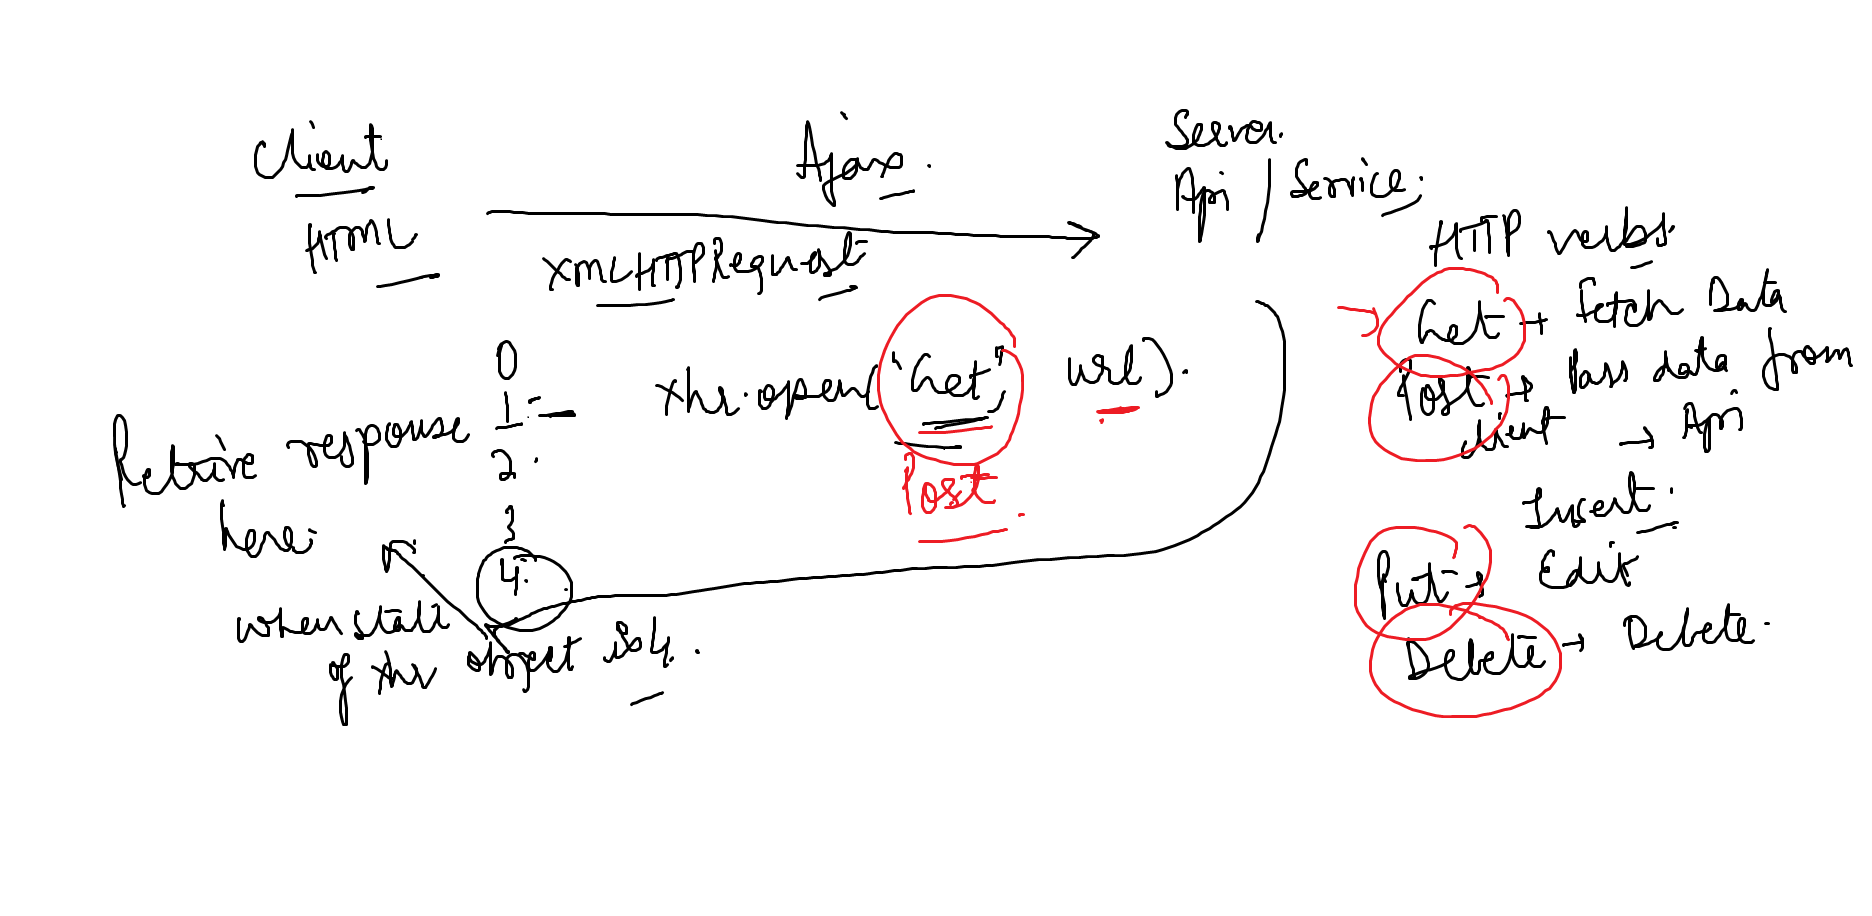 Client
HTML
Ajax.
XMLHTTPRequest
Server.
Api / Service;
HTTP verbs.
Get → Fetch Data
Post → Pass data from
client → Api
Insert.
Put → Edit
Delete → Delete.
xhr.open("Get", url).
Post.
0
1
2.
3
4.
Retrive response
here.
when state
of xhr object is 4.